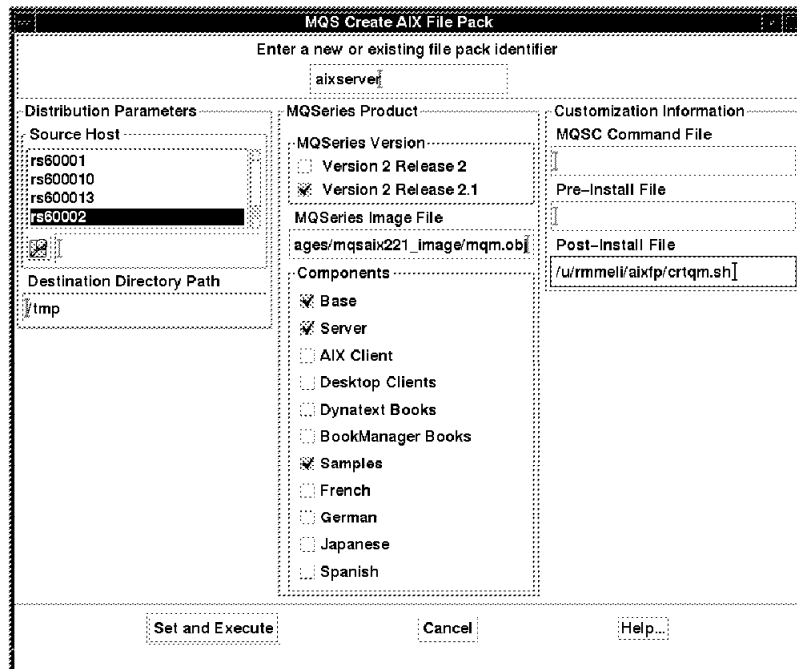 MQS Create AIX File Pack
Enter a new or existing file pack identifier
aixserver
Distribution Parameters
Source Host
rs60001
rs600010
rs600013
rs60002
Destination Directory Path
/tmp
MQSeries Product
MQSeries Version
Version 2 Release 2
Version 2 Release 2.1
MQSeries Image File
ages/mqsaix221_image/mqm.obj
Components
Base
Server
AIX Client
Desktop Clients
Dynatext Books
BookManager Books
Samples
French
German
Japanese
Spanish
Customization Information
MQSC Command File
Pre-Install File
Post-Install File
/u/rmmeli/aixfp/crtqm.sh
Set and Execute
Cancel
Help...